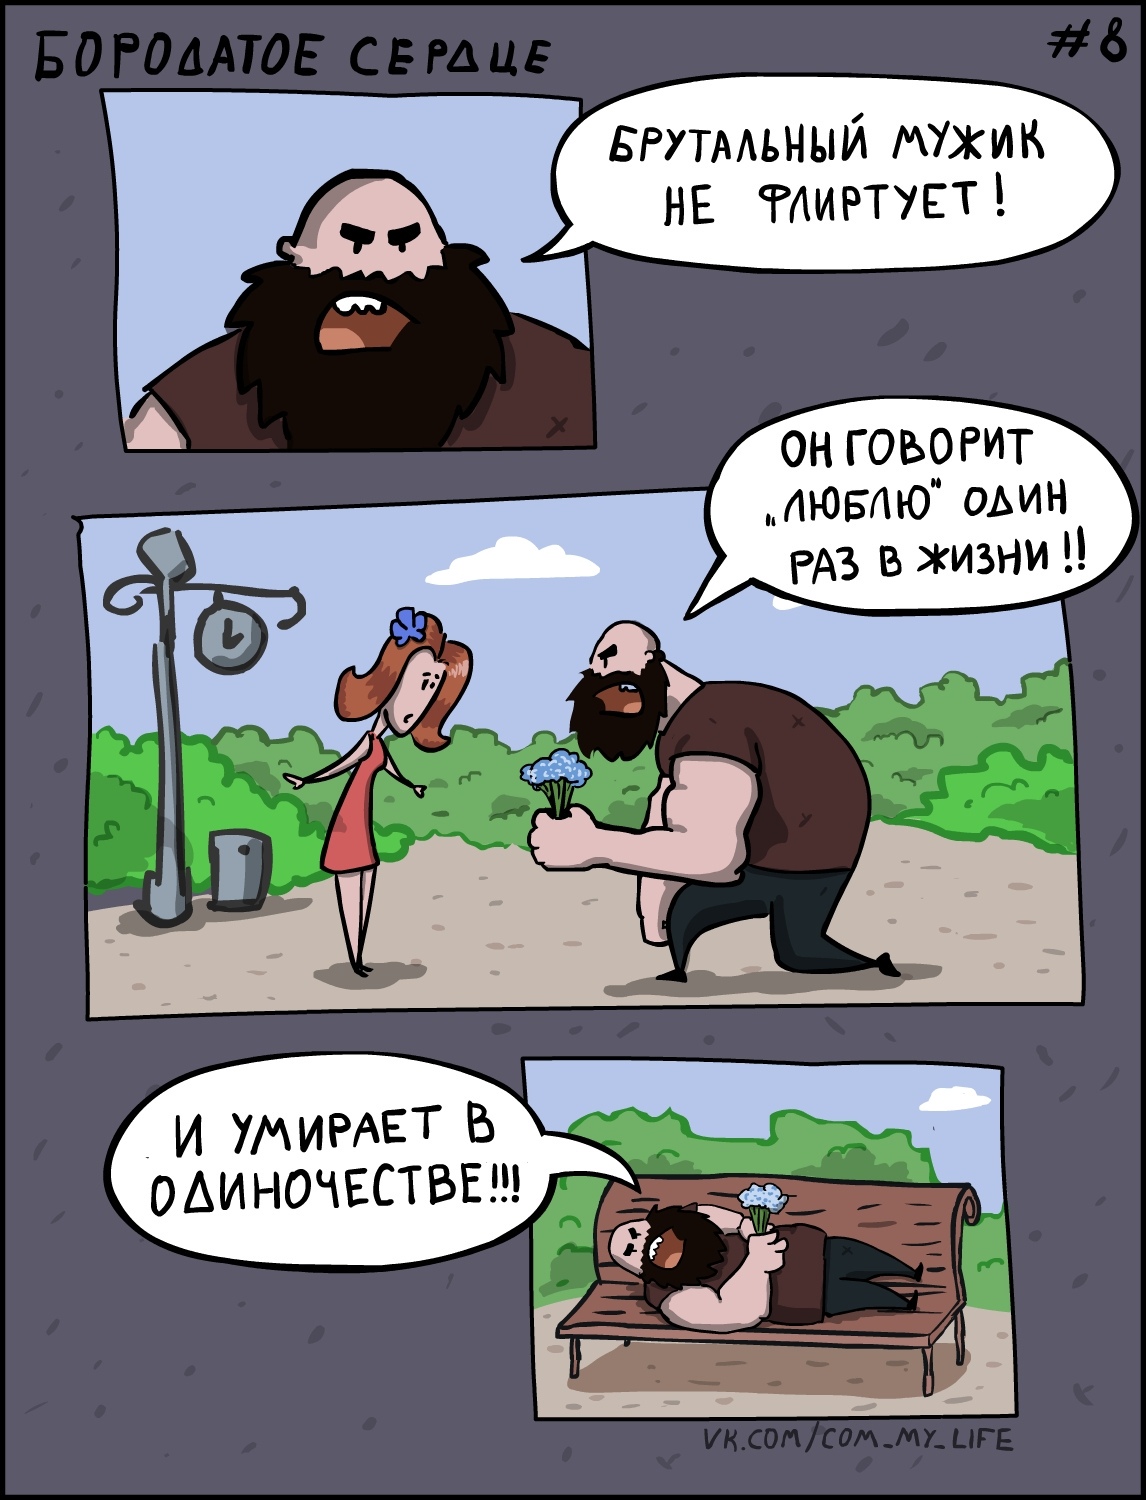 БОРОДАТОЕ СЕРДЦЕ
#8
БРУТАЛЬНЫЙ МУЖИК
НЕ ФЛИРТУЕТ!
ОН ГОВОРИТ
„ЛЮБЛЮ" ОДИН
РАЗ В ЖИЗНИ!!
И УМИРАЕТ В
ОДИНОЧЕСТВЕ!!!
VK.COM/COM_MY_LIFE